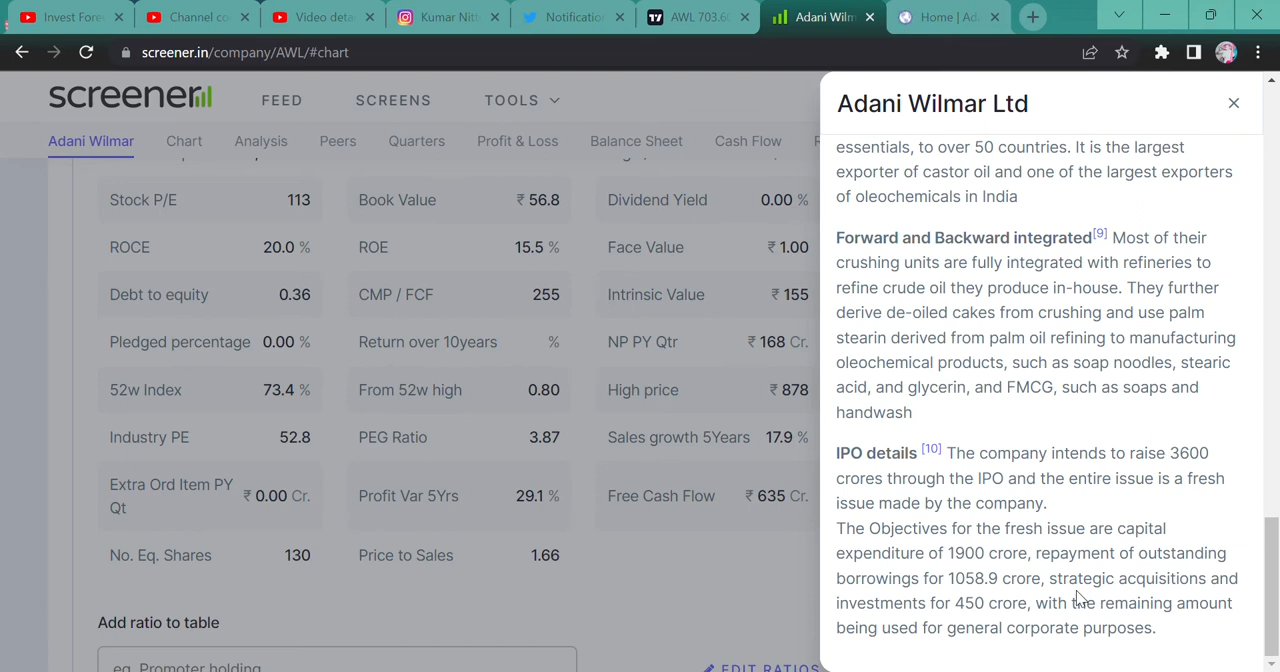 Invest Fore
Channel co
Video deta
Kumar Nitt
Notification
AWL 703.60
Adani Wilm
Home | Ada
screener.in/company/AWL/#chart
screener
FEED
SCREENS
TOOLS
Adani Wilmar
Chart
Analysis
Peers
Quarters
Profit & Loss
Balance Sheet
Cash Flow
Stock P/E 113
Book Value ₹ 56.8
Dividend Yield 0.00 %
ROCE 20.0 %
ROE 15.5 %
Face Value ₹ 1.00
Debt to equity 0.36
CMP / FCF 255
Intrinsic Value ₹ 155
Pledged percentage 0.00 %
Return over 10years %
NP PY Qtr ₹ 168 Cr.
52w Index 73.4 %
From 52w high 0.80
High price ₹ 878
Industry PE 52.8
PEG Ratio 3.87
Sales growth 5Years 17.9 %
Extra Ord Item PY
Qt
₹ 0.00 Cr.
Profit Var 5Yrs 29.1 %
Free Cash Flow ₹ 635 Cr.
No. Eq. Shares 130
Price to Sales 1.66
Add ratio to table
eg. Promoter holding
EDIT RATIOS
Adani Wilmar Ltd
essentials, to over 50 countries. It is the largest
exporter of castor oil and one of the largest exporters
of oleochemicals in India
Forward and Backward integrated[9] Most of their
crushing units are fully integrated with refineries to
refine crude oil they produce in-house. They further
derive de-oiled cakes from crushing and use palm
stearin derived from palm oil refining to manufacturing
oleochemical products, such as soap noodles, stearic
acid, and glycerin, and FMCG, such as soaps and
handwash
IPO details [10] The company intends to raise 3600
crores through the IPO and the entire issue is a fresh
issue made by the company.
The Objectives for the fresh issue are capital
expenditure of 1900 crore, repayment of outstanding
borrowings for 1058.9 crore, strategic acquisitions and
investments for 450 crore, with the remaining amount
being used for general corporate purposes.